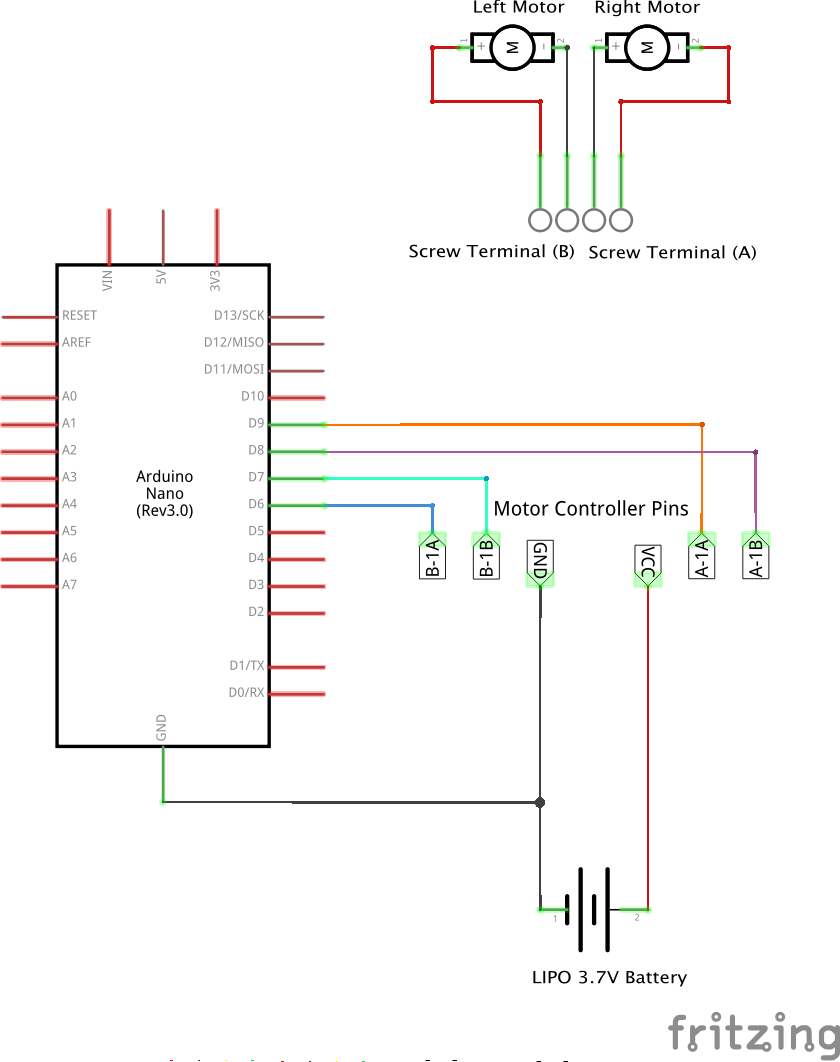 Left Motor Right Motor
1 + M - 2 1 + M - 2
Screw Terminal (B) Screw Terminal (A)
VIN 5V 3V3
RESET D13/SCK
AREF D12/MISO
D11/MOSI
A0 D10
A1 D9
A2 D8
A3 D7
A4 D6
A5 D5
A6 D4
A7 D3
D2
D1/TX
D0/RX
GND
Arduino
Nano
(Rev3.0)
Motor Controller Pins
B-1A B-1B GND VCC A-1A A-1B
1 2
LIPO 3.7V Battery
fritzing